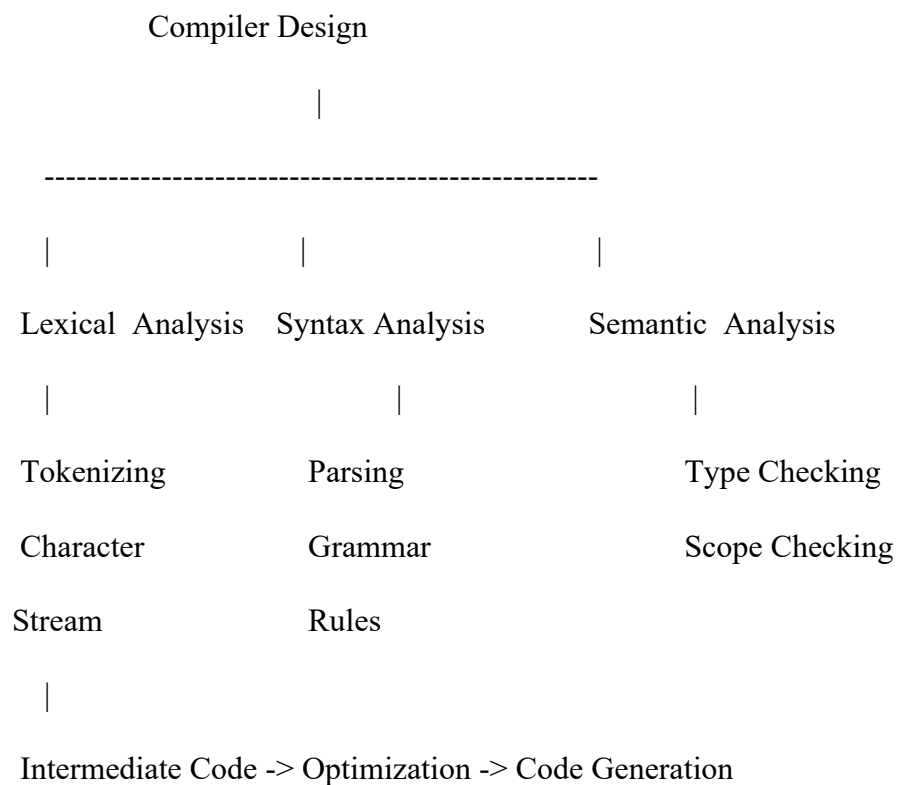 Compiler Design
|
----------------------------------------------------
| | |
Lexical Analysis Syntax Analysis Semantic Analysis
| | |
Tokenizing Parsing Type Checking
Character Grammar Scope Checking
Stream Rules
|
Intermediate Code -> Optimization -> Code Generation